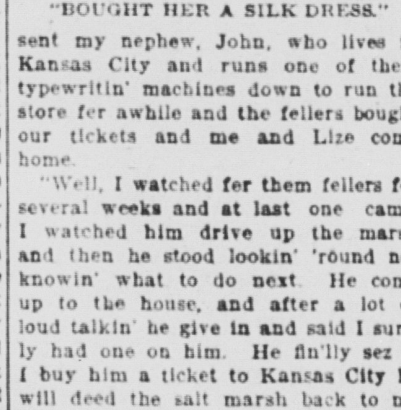 "BOUGHT HER A SILK DRESS."
sent my nephew, John, who lives
Kansas City and runs one of the
typewritin' machines down to run th
store fer awhile and the fellers boug
our tickets and me and Lize com
home.
"Well, I watched fer them fellers f
several weeks and at last one cam
I watched him drive up the mar
and then he stood lookin' 'round n
knowin' what to do next. He com
up to the house, and after a lot
loud talkin' he give in and said I sur
ly had one on him. He fin'lly sez
I buy him a ticket to Kansas City
will deed the salt marsh back to